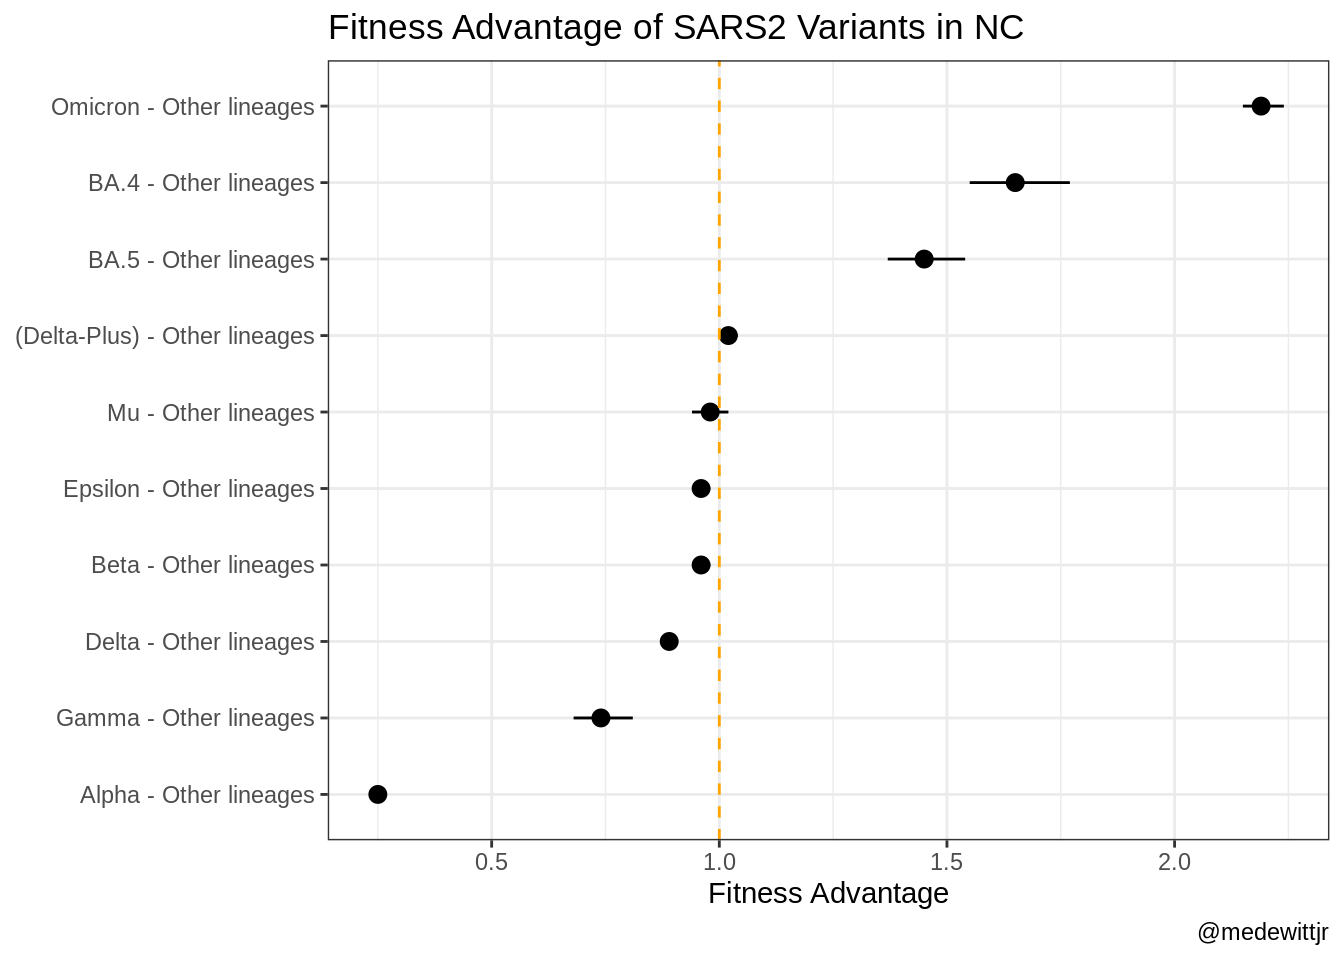 Fitness Advantage of SARS2 Variants in NC
Omicron - Other lineages
BA.4 - Other lineages
BA.5 - Other lineages
(Delta-Plus) - Other lineages
Mu - Other lineages
Epsilon - Other lineages
Beta - Other lineages
Delta - Other lineages
Gamma - Other lineages
Alpha - Other lineages
0.5 1.0 1.5 2.0
Fitness Advantage
@medewittjr